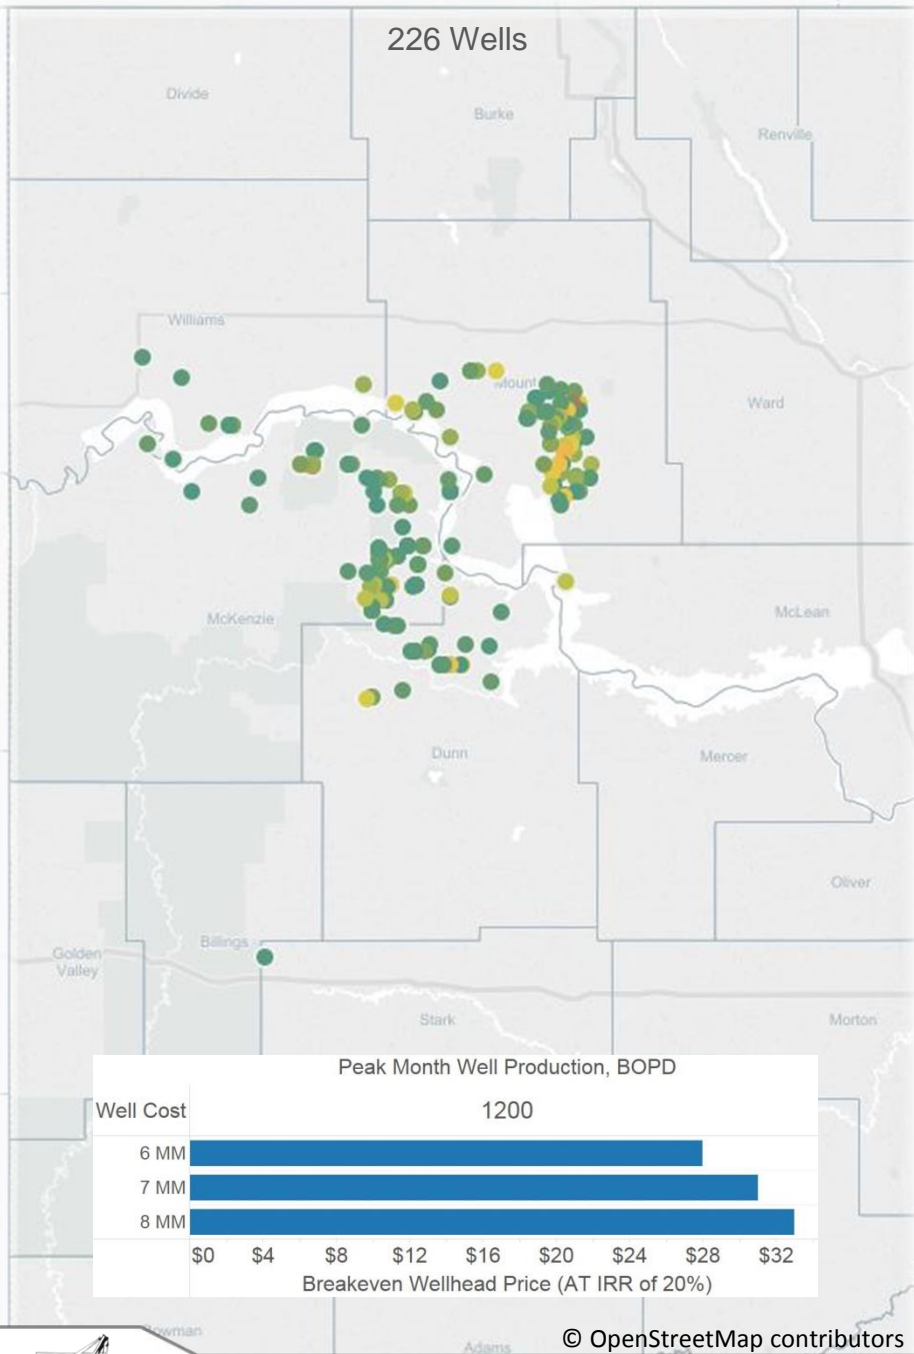 226 Wells
Divide
Burke
Renville
Williams
Mount
Ward
McKenzie
McLean
Dunn
Mercer
Oliver
Billings
Golden
Valley
Stark
Morton
Peak Month Well Production, BOPD
Well Cost
1200
6 MM
7 MM
8 MM
$0 $4 $8 $12 $16 $20 $24 $28 $32
Breakeven Wellhead Price (AT IRR of 20%)
Adams
© OpenStreetMap contributors